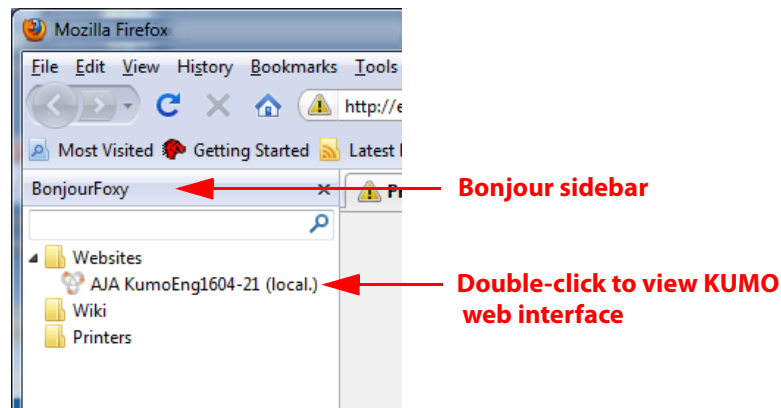 Mozilla Firefox
File Edit View History Bookmarks Tools
http://e
Most Visited Getting Started Latest
BonjourFoxy
Bonjour sidebar
Websites
AJA KumoEng1604-21 (local.)
Double-click to view KUMO
web interface
Wiki
Printers